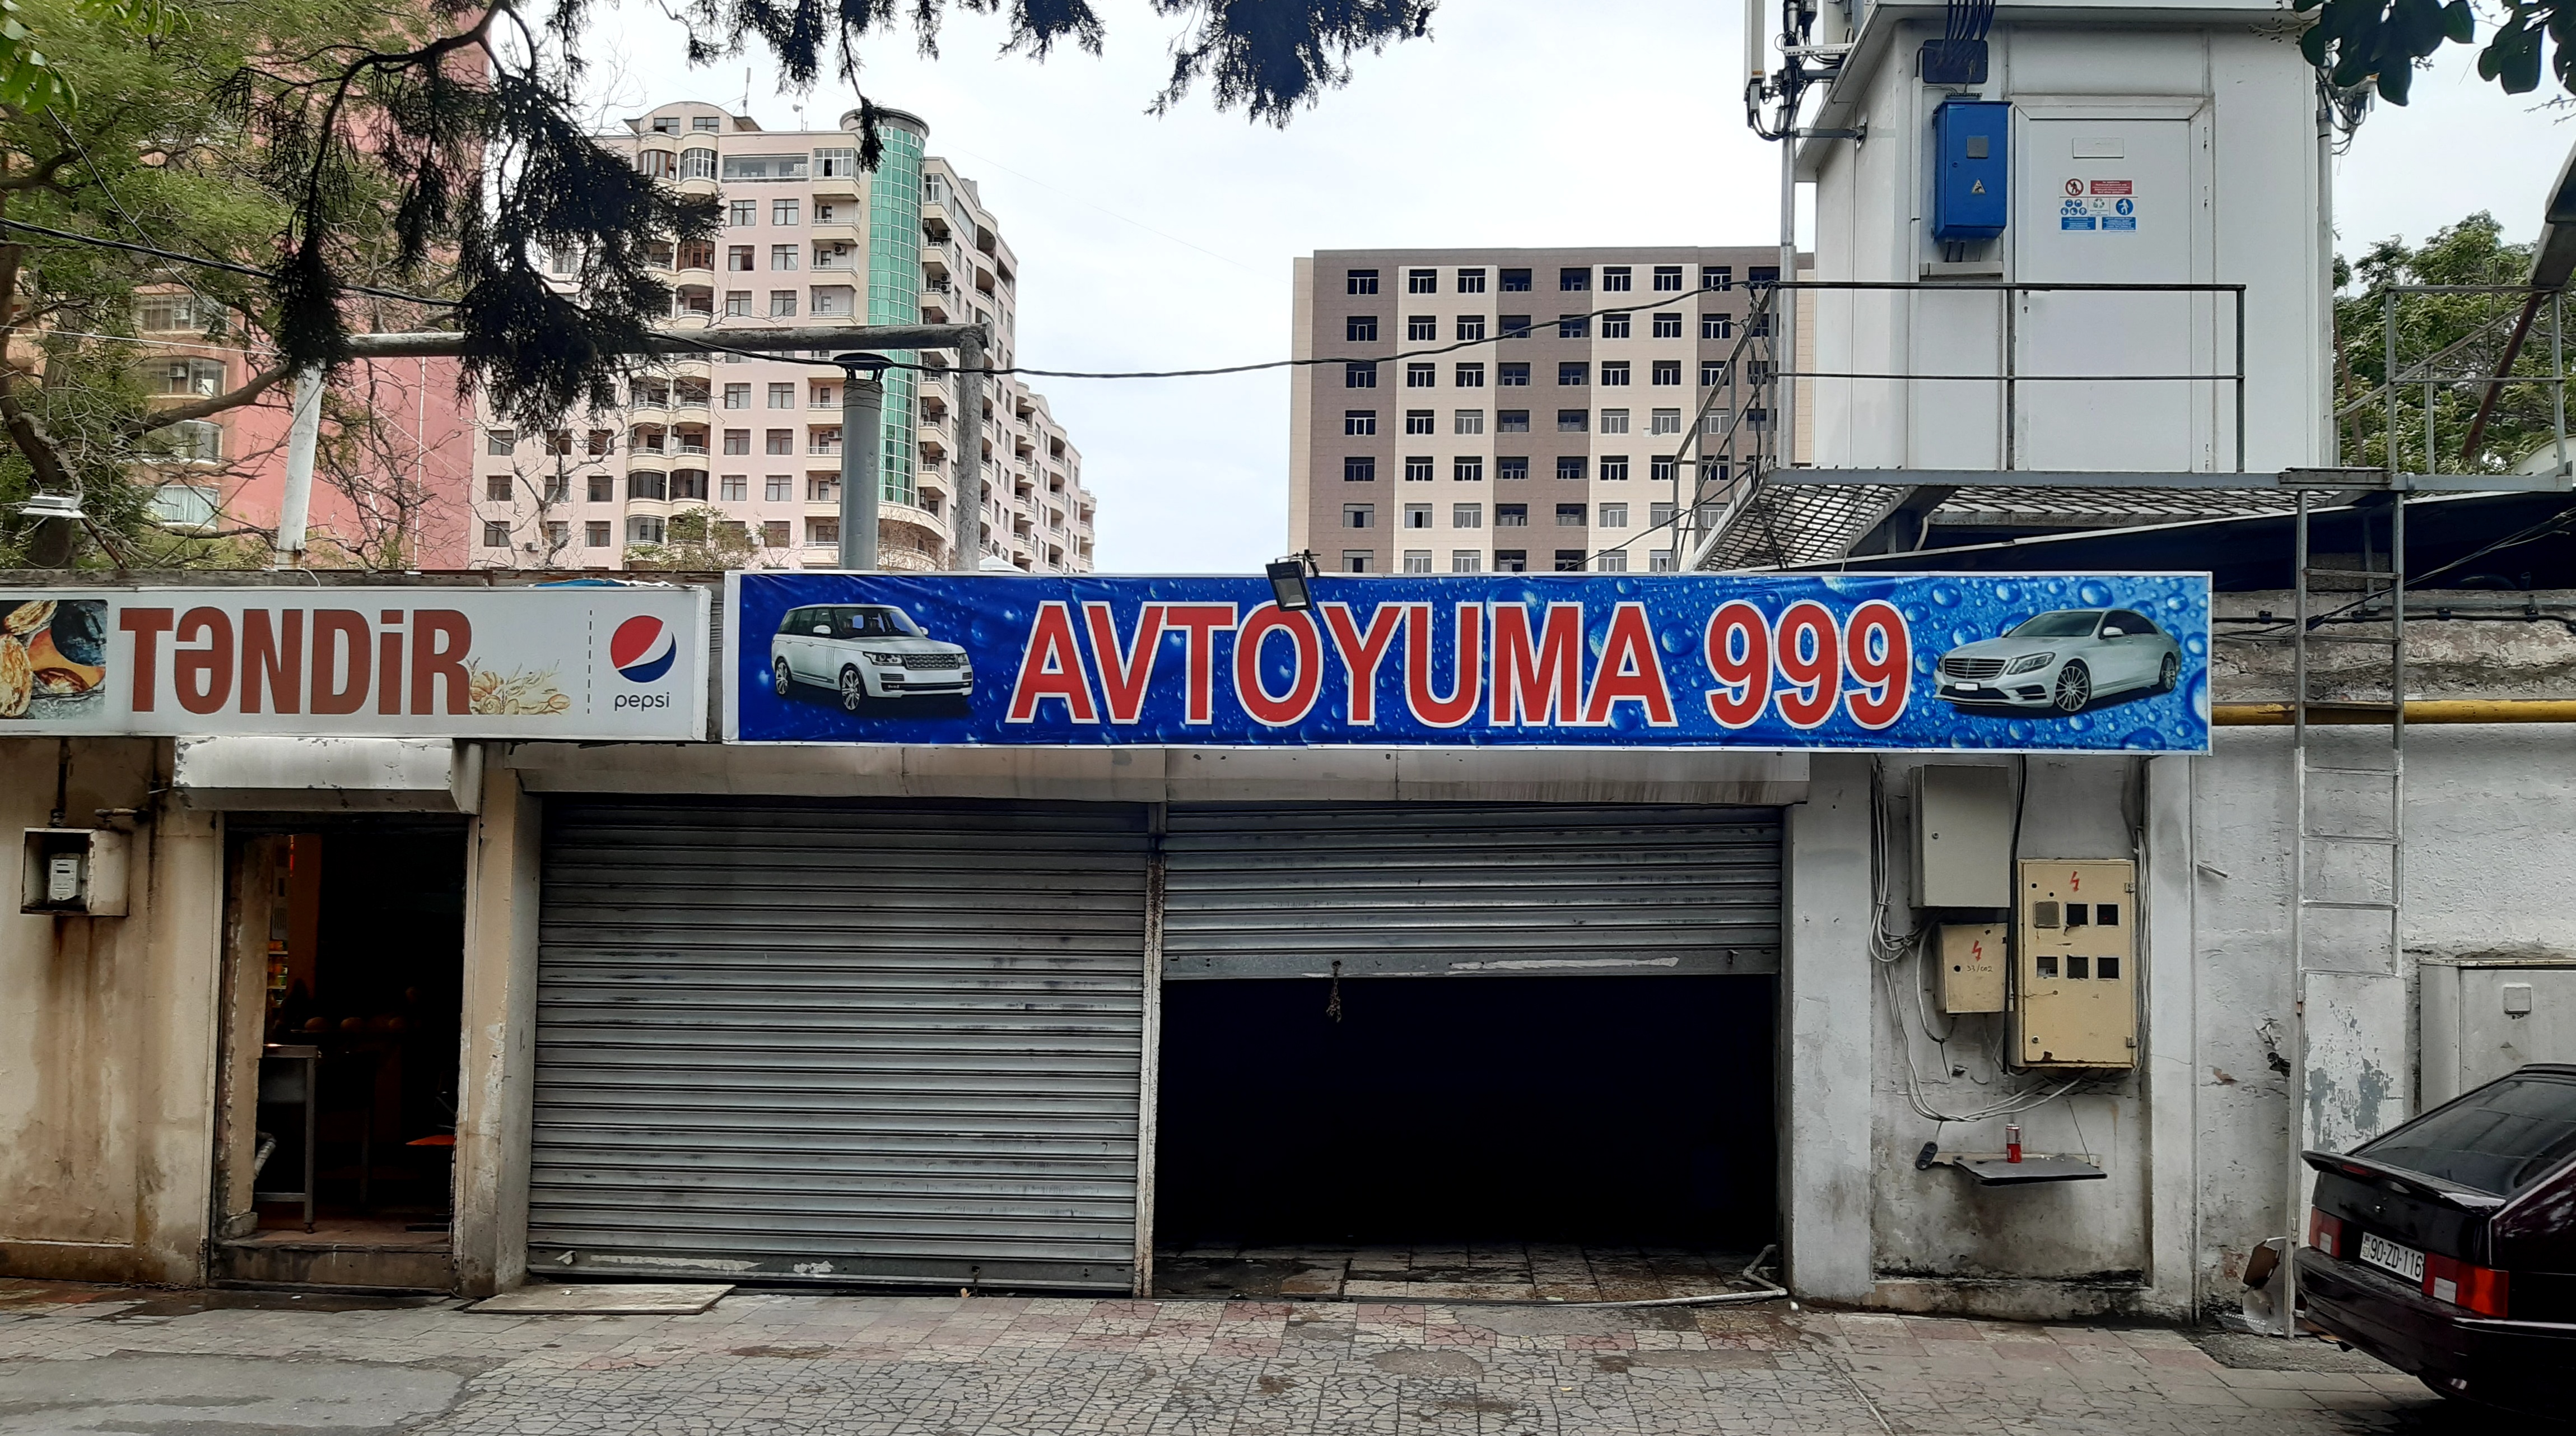 TƏNDİR
pepsi
AVTOYUMA 999
90-ZD-116